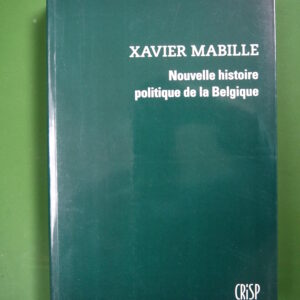 XAVIER MABILLE
Nouvelle histoire
politique de la Belgique
CRiSP